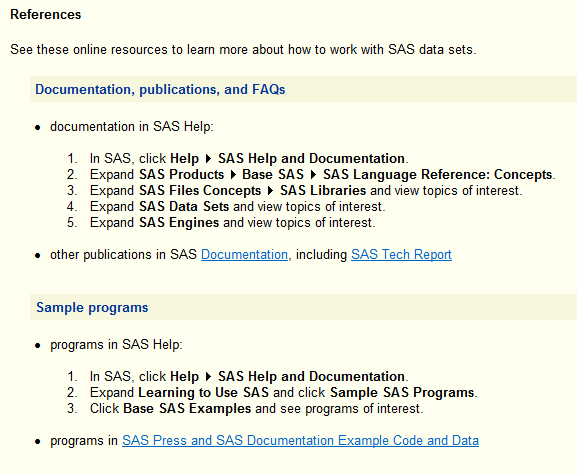 References
See these online resources to learn more about how to work with SAS data sets.
Documentation, publications, and FAQs
• documentation in SAS Help:
1. In SAS, click Help ▸ SAS Help and Documentation.
2. Expand SAS Products ▸ Base SAS ▸ SAS Language Reference: Concepts.
3. Expand SAS Files Concepts ▸ SAS Libraries and view topics of interest.
4. Expand SAS Data Sets and view topics of interest.
5. Expand SAS Engines and view topics of interest.
• other publications in SAS Documentation, including SAS Tech Report
Sample programs
• programs in SAS Help:
1. In SAS, click Help ▸ SAS Help and Documentation.
2. Expand Learning to Use SAS and click Sample SAS Programs.
3. Click Base SAS Examples and see programs of interest.
• programs in SAS Press and SAS Documentation Example Code and Data